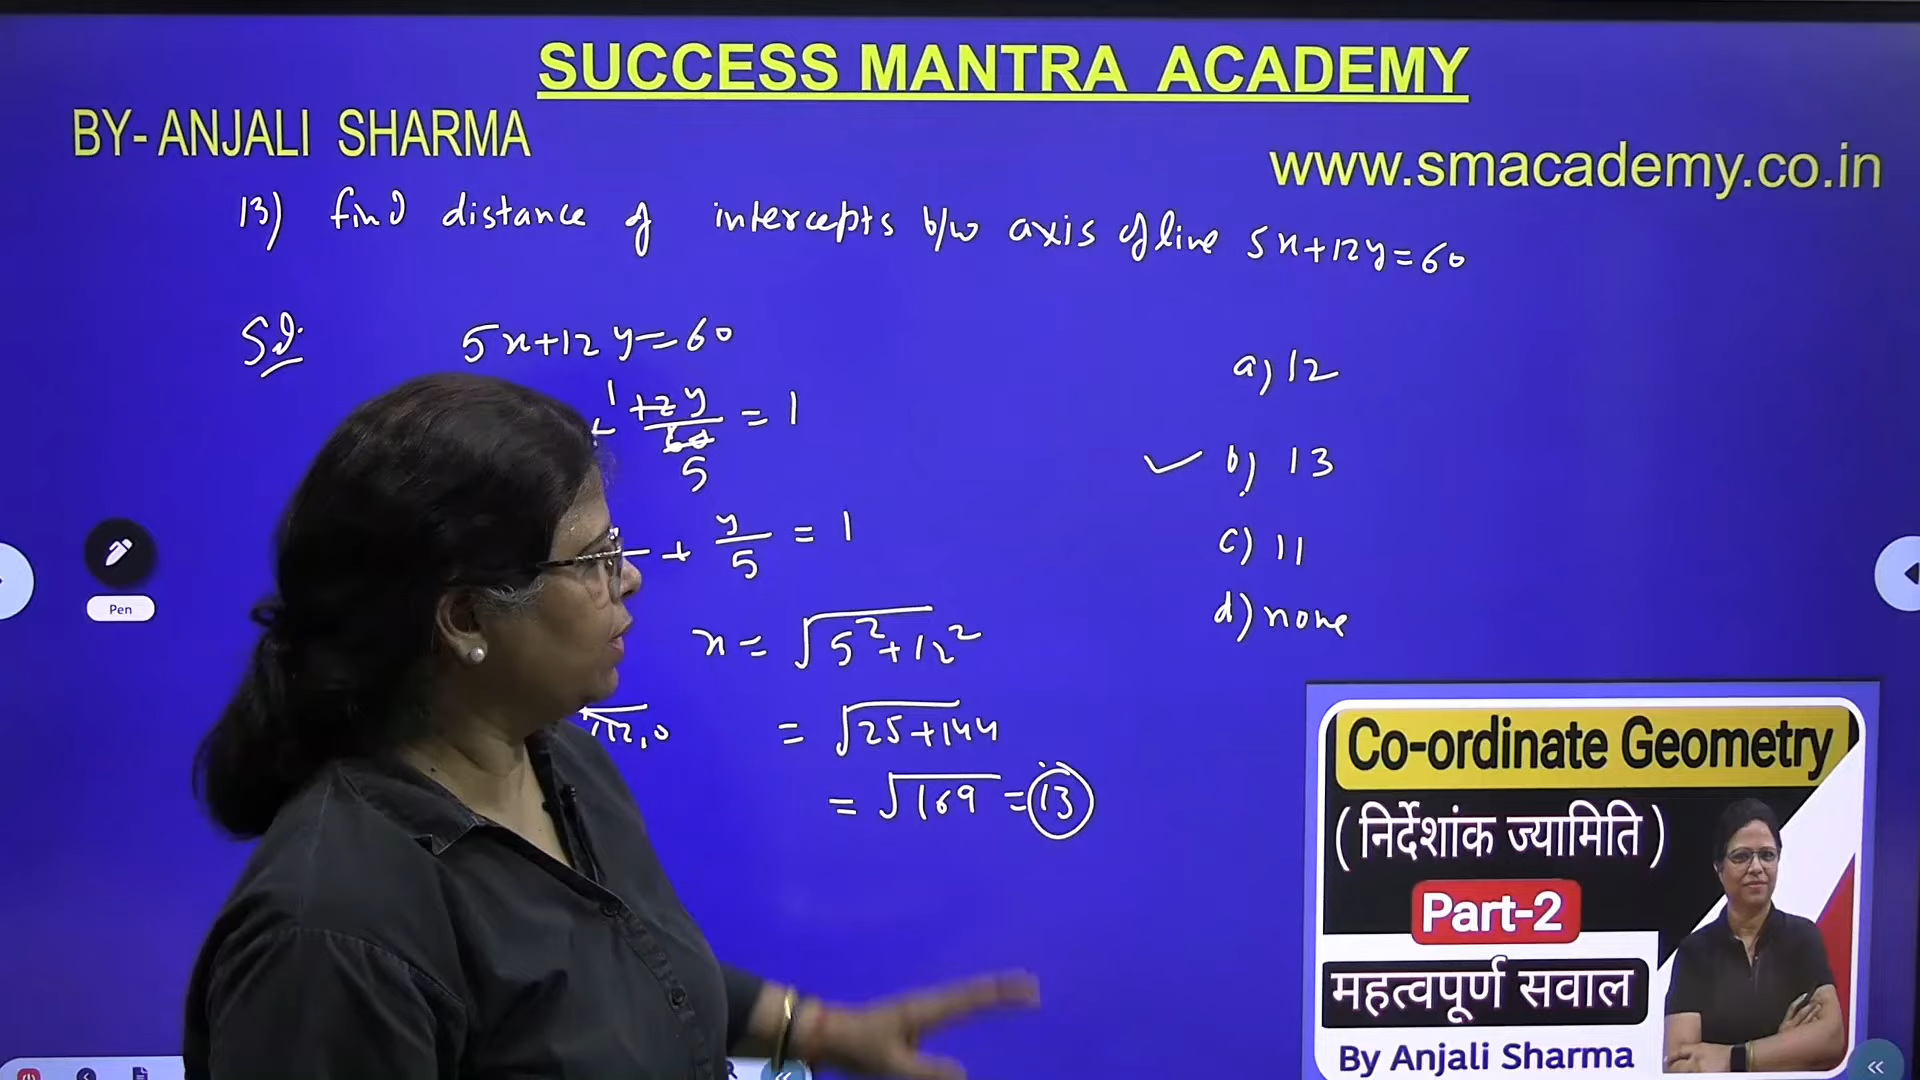 SUCCESS MANTRA ACADEMY
BY- ANJALI SHARMA
www.smacademy.co.in
13) find distance of intercepts b/w axis of line 5x+12y=60
Sol.
5x+12y=60
= 1
5
+ y/5 = 1
x = √5²+12²
= √25+144
= √169 = 13
a) 12
✓ b) 13
c) 11
d) none
Pen
Co-ordinate Geometry
( निर्देशांक ज्यामिति )
Part-2
महत्वपूर्ण सवाल
By Anjali Sharma